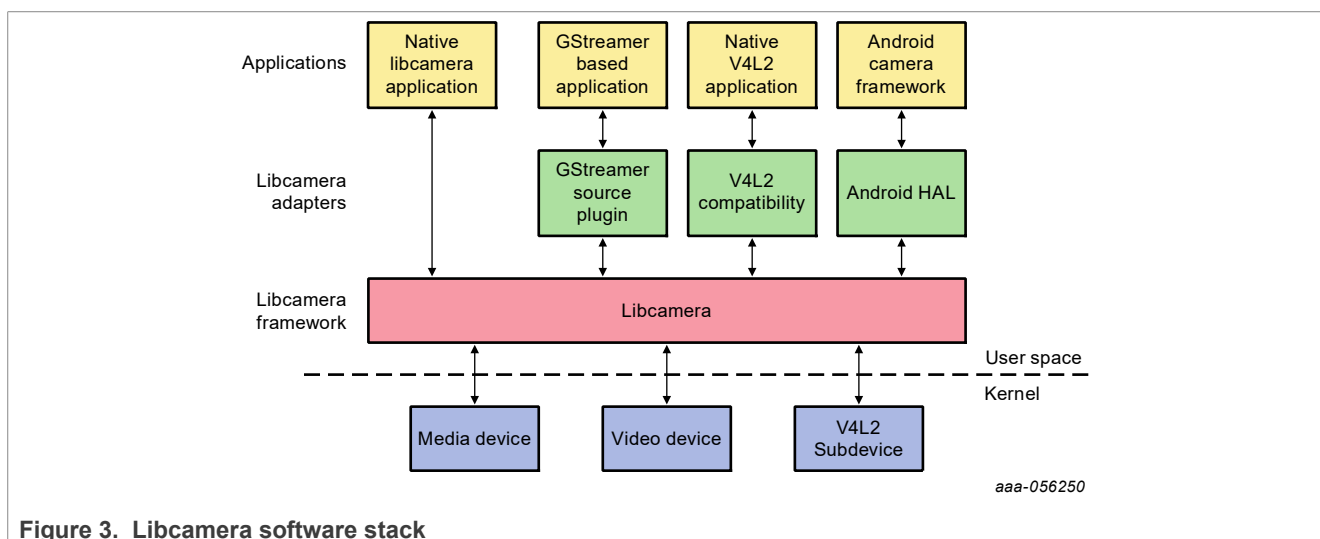 Applications
Native
libcamera
application
GStreamer
based
application
Native
V4L2
application
Android
camera
framework
Libcamera
adapters
GStreamer
source
plugin
V4L2
compatibility
Android HAL
Libcamera
framework
Libcamera
User space
Kernel
Media device
Video device
V4L2
Subdevice
aaa-056250
Figure 3. Libcamera software stack